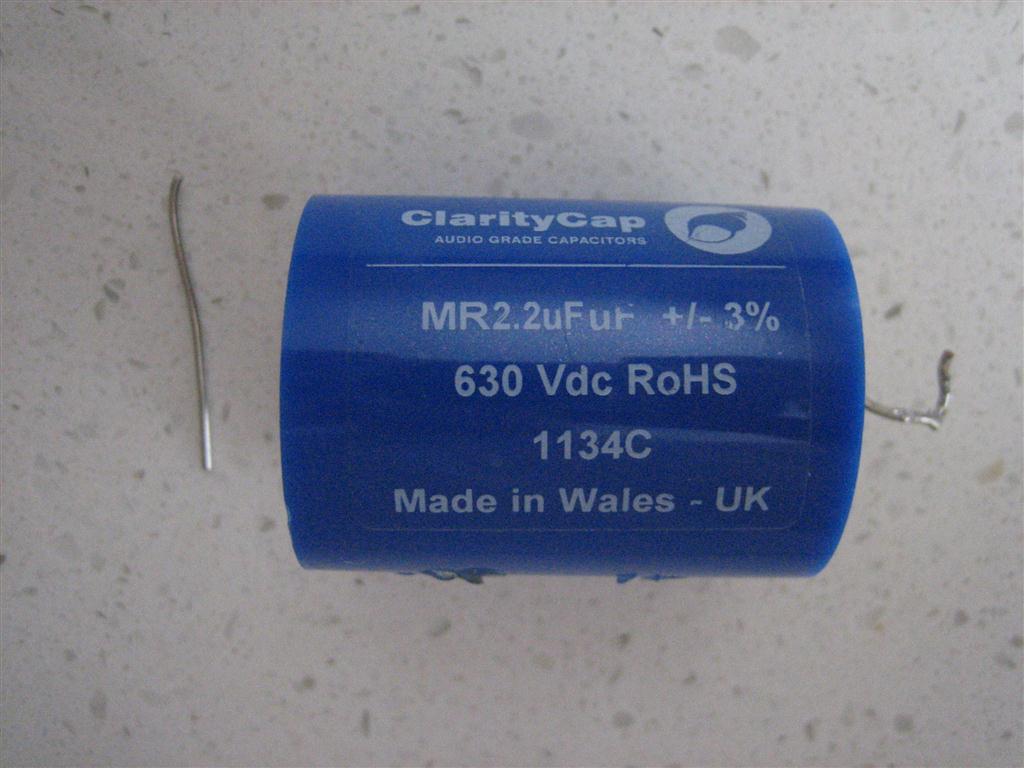 ClarityCap
AUDIO GRADE CAPACITORS
MR2.2uFuF +/- 3%
630 Vdc RoHS
1134C
Made in Wales - UK